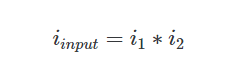 i_{input} = i_1 * i_2